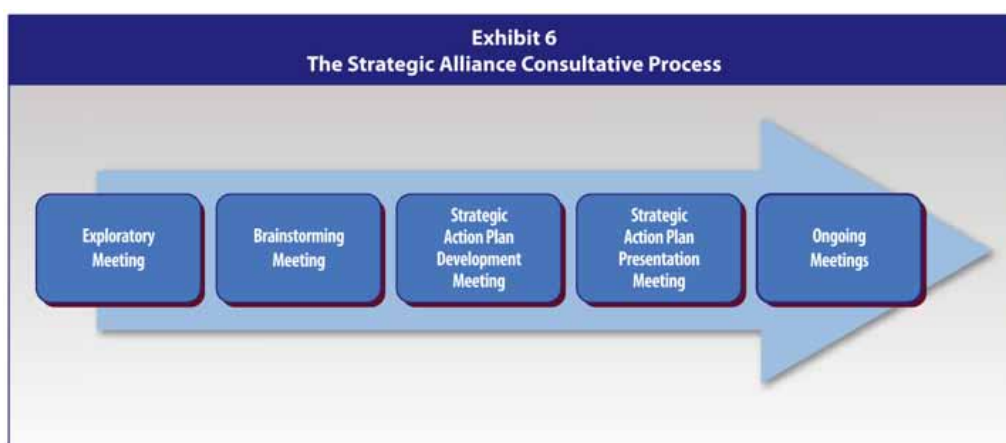 Exhibit 6
The Strategic Alliance Consultative Process
Exploratory
Meeting
Brainstorming
Meeting
Strategic
Action Plan
Development
Meeting
Strategic
Action Plan
Presentation
Meeting
Ongoing
Meetings